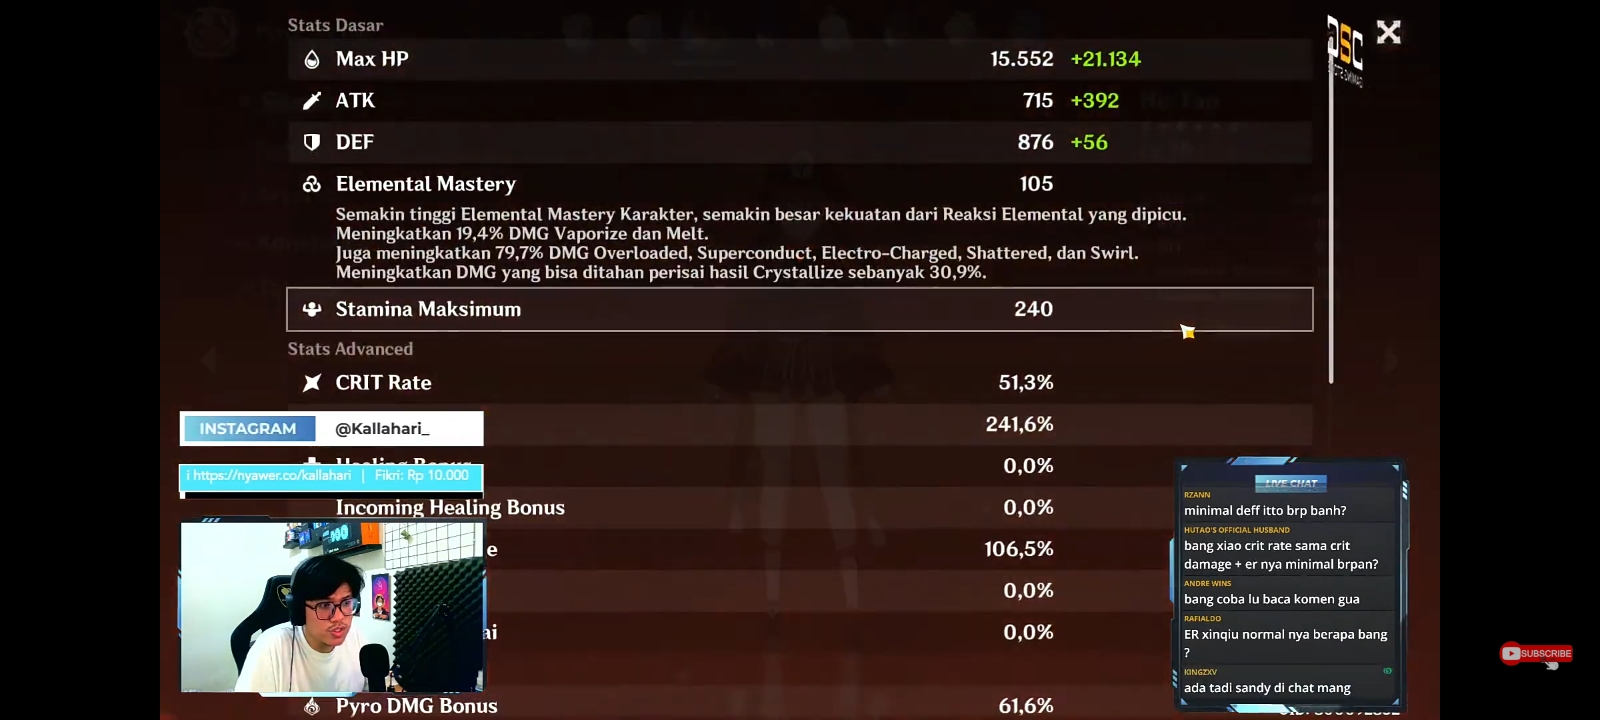 Stats Dasar
Max HP 15.552 +21.134
ATK 715 +392
DEF 876 +56
Elemental Mastery 105
Semakin tinggi Elemental Mastery Karakter, semakin besar kekuatan dari Reaksi Elemental yang dipicu.
Meningkatkan 19,4% DMG Vaporize dan Melt.
Juga meningkatkan 79,7% DMG Overloaded, Superconduct, Electro-Charged, Shattered, dan Swirl.
Meningkatkan DMG yang bisa ditahan perisai hasil Crystallize sebanyak 30,9%.
Stamina Maksimum 240
Stats Advanced
CRIT Rate 51,3%
241,6%
INSTAGRAM @Kallahari_
Healing Bonus 0,0%
i https://nyawer.co/kallahari | Fikri: Rp 10.000
Incoming Healing Bonus 0,0%
e 106,5%
0,0%
ai 0,0%
Pyro DMG Bonus 61,6%
LIVE CHAT
RZANN
minimal deff itto brp banh?
HUTAO'S OFFICIAL HUSBAND
bang xiao crit rate sama crit
damage + er nya minimal brpan?
ANDRE WINS
bang coba lu baca komen gua
RAFIALDO
ER xinqiu normal nya berapa bang
?
KINGZXV
ada tadi sandy di chat mang
SUBSCRIBE